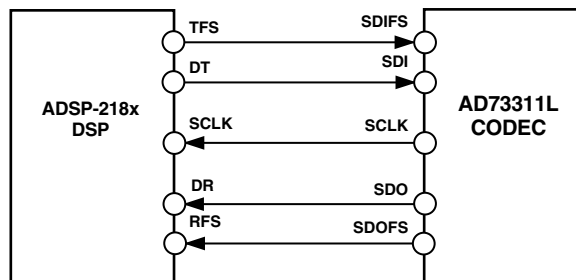 TFS SDIFS
DT SDI
ADSP-218x
DSP
AD73311L
CODEC
SCLK SCLK
DR SDO
RFS SDOFS